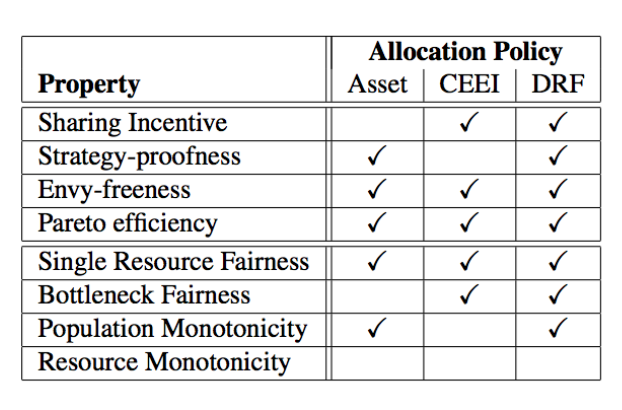 Allocation Policy
Property Asset CEEI DRF
Sharing Incentive ✓ ✓
Strategy-proofness ✓ ✓
Envy-freeness ✓ ✓ ✓
Pareto efficiency ✓ ✓ ✓
Single Resource Fairness ✓ ✓ ✓
Bottleneck Fairness ✓ ✓
Population Monotonicity ✓ ✓
Resource Monotonicity